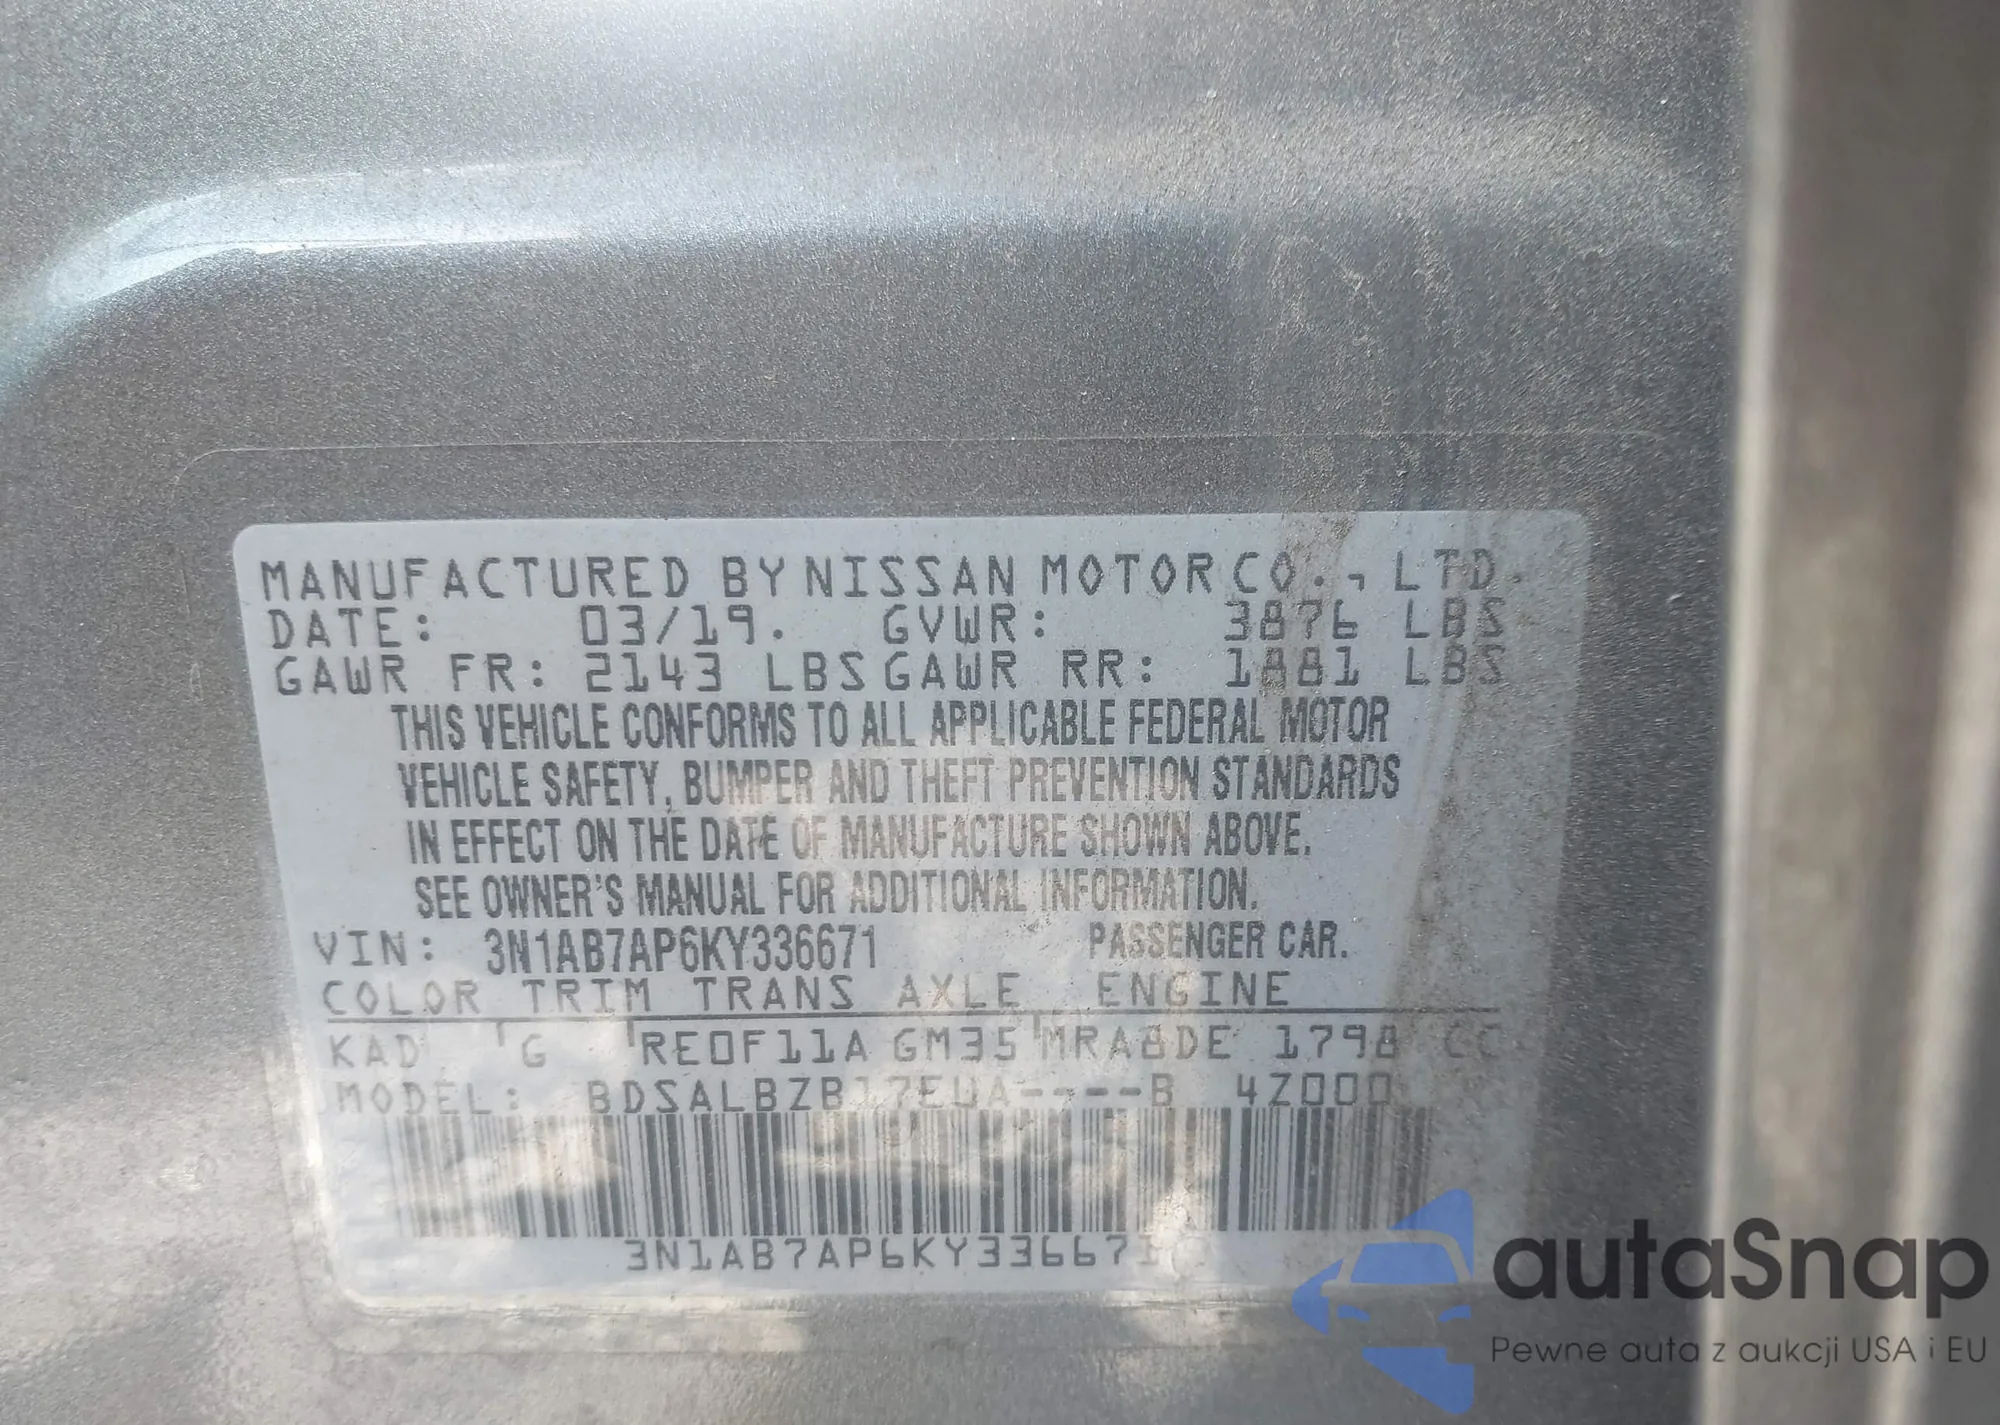 MANUFACTURED BY NISSAN MOTOR CO., LTD.
DATE: 03/19. GVWR: 3876 LBS
GAWR FR: 2143 LBS GAWR RR: 1881 LBS
THIS VEHICLE CONFORMS TO ALL APPLICABLE FEDERAL MOTOR
VEHICLE SAFETY, BUMPER AND THEFT PREVENTION STANDARDS
IN EFFECT ON THE DATE OF MANUFACTURE SHOWN ABOVE.
SEE OWNER'S MANUAL FOR ADDITIONAL INFORMATION.
VIN: 3N1AB7AP6KY336671 PASSENGER CAR.
COLOR TRIM TRANS AXLE ENGINE
KAD G RE0F11A GM35 MRA8DE 1798 CC
MODEL: BDSALBZB17EUA----B 4Z000
3N1AB7AP6KY336671
autaSnap
Pewne auta z aukcji USA i EU